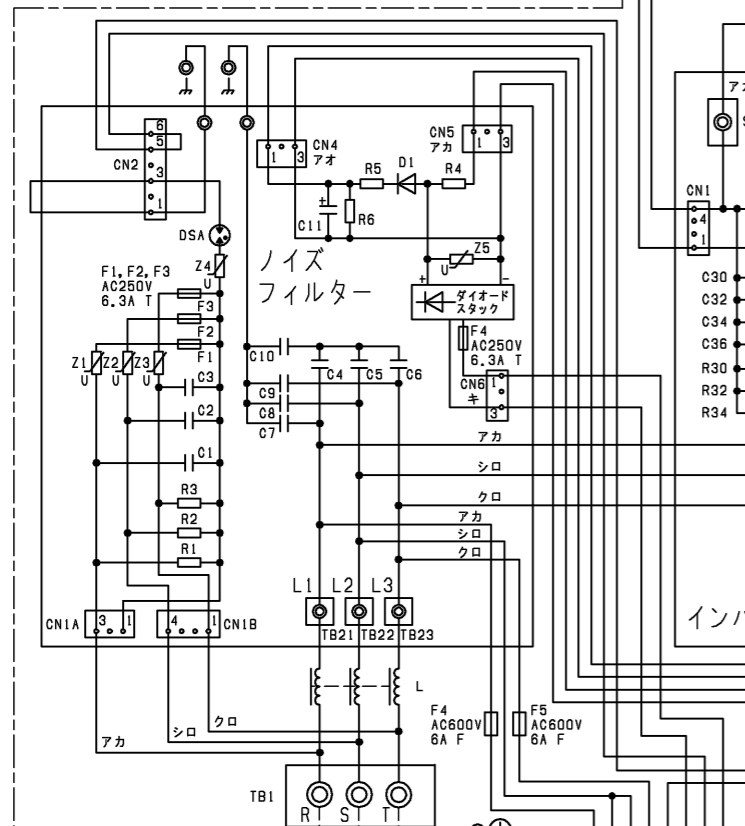 アカ
6
5
CN2
3
1
CN4
アオ
1
3
CN5
アカ
1
3
R5
D1
R4
+
C11
R6
CN1
4
1
DSA
Z4
U
ノイズ
フィルター
Z5
U
F1,F2,F3
AC250V
6.3A T
F3
F2
F1
+
-
ダイオード
スタック
C30
C32
C34
C36
R30
R32
R34
F4
AC250V
6.3A T
Z1
U
Z2
U
Z3
U
C10
C4
C5
C6
C3
C9
C8
C7
CN6
キ
1
3
C2
C1
アカ
シロ
クロ
R3
R2
R1
アカ
シロ
クロ
L1
L2
L3
CN1A
3
1
4
1
CN1B
TB21
TB22
TB23
インバ
L
クロ
シロ
アカ
F4
AC600V
6A F
F5
AC600V
6A F
TB1
R
S
T